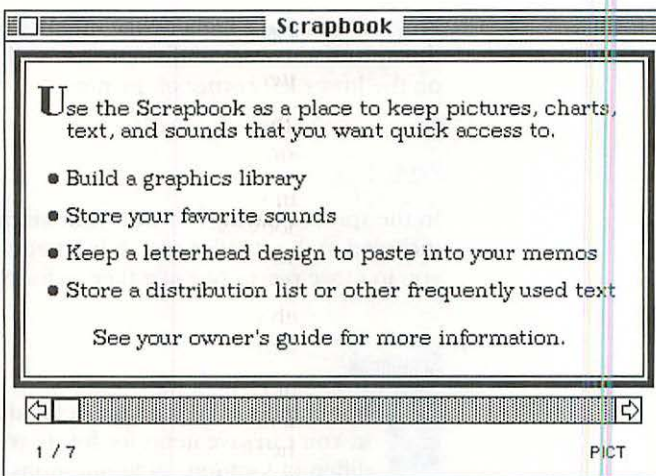 Scrapbook
Use the Scrapbook as a place to keep pictures, charts,
text, and sounds that you want quick access to.
• Build a graphics library
• Store your favorite sounds
• Keep a letterhead design to paste into your memos
• Store a distribution list or other frequently used text
See your owner's guide for more information.
1 / 7
PICT